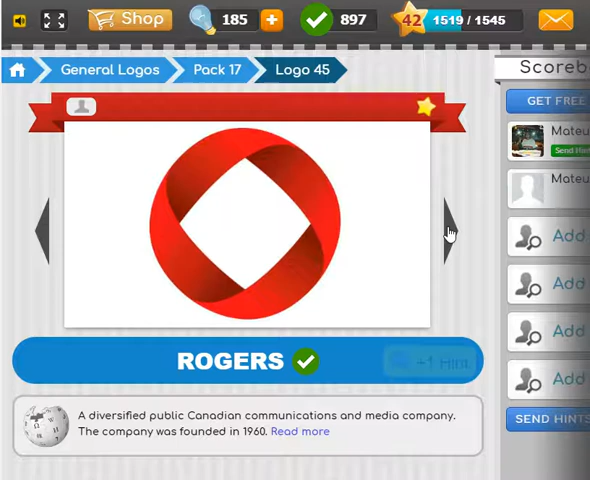 Shop 185 897 42 1519 / 1545
General Logos Pack 17 Logo 45
Scoreb
GET FREE
Mateu
Send Hint
Mateu
Add
Add
Add
Add
SEND HINTS
ROGERS +1 Hint
A diversified public Canadian communications and media company.
The company was founded in 1960. Read more